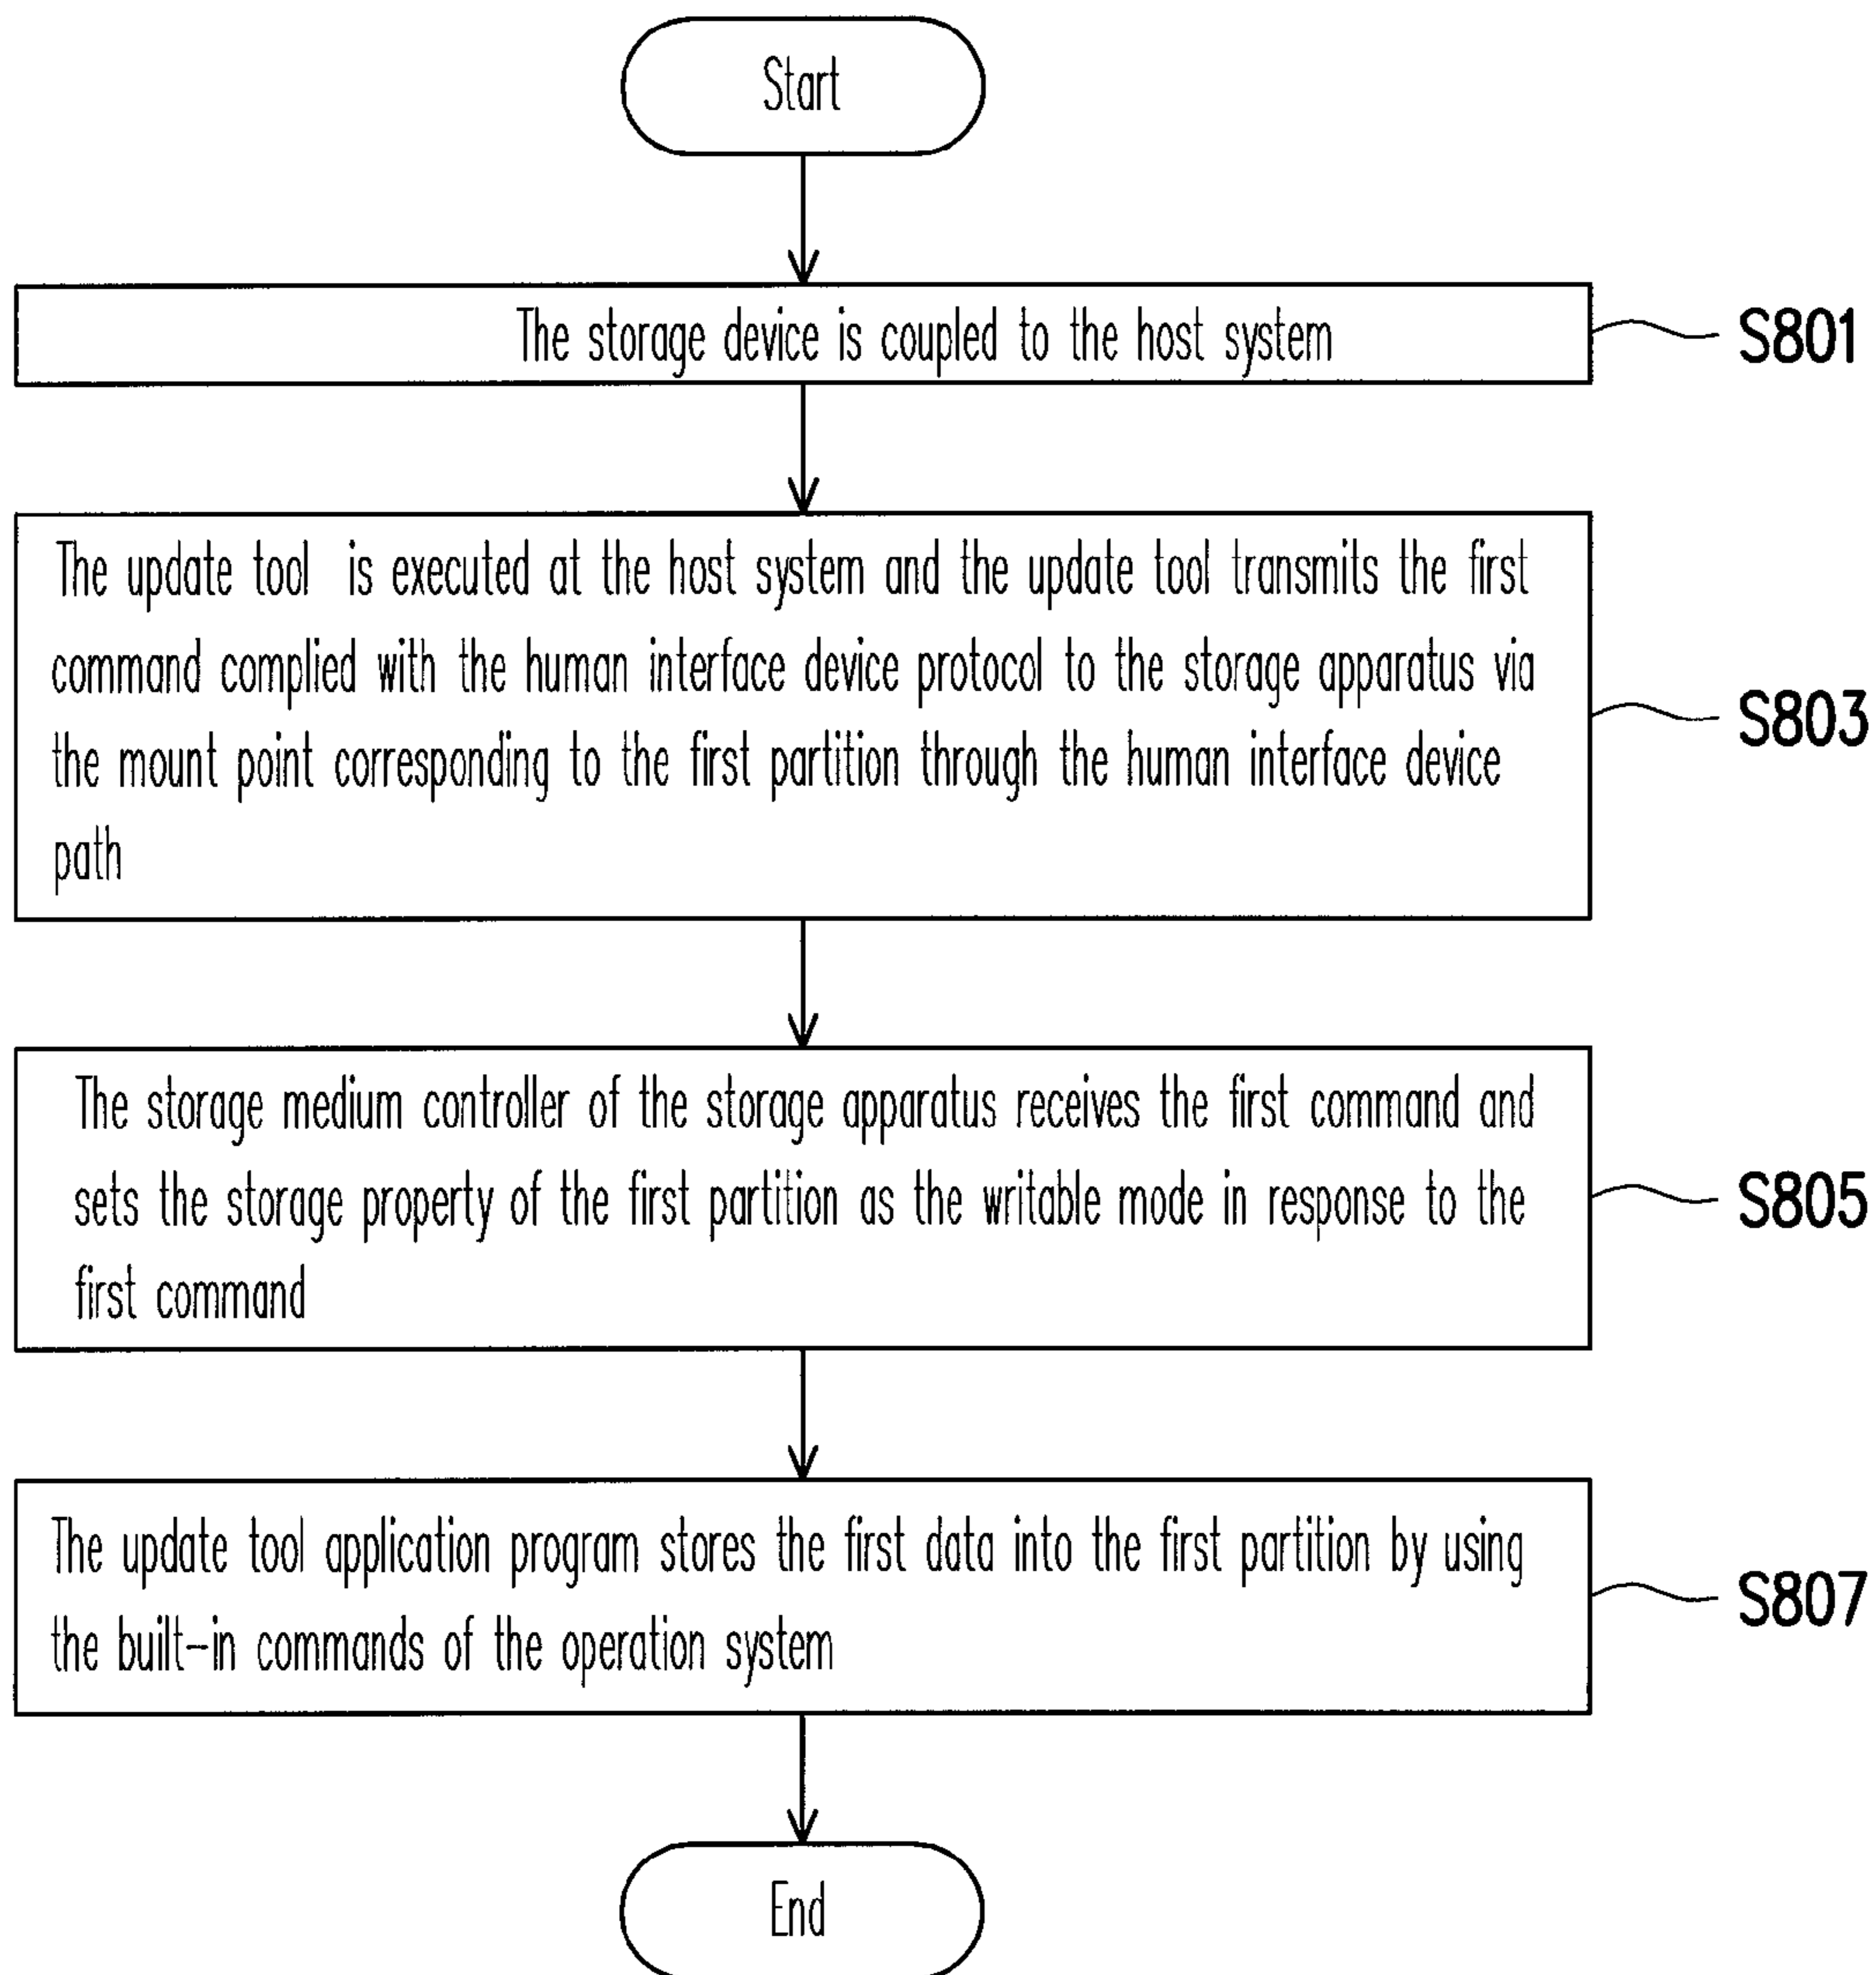 Start
The storage device is coupled to the host system
S801
The update tool is executed at the host system and the update tool transmits the first
command complied with the human interface device protocol to the storage apparatus via
the mount point corresponding to the first partition through the human interface device
path
S803
The storage medium controller of the storage apparatus receives the first command and
sets the storage property of the first partition as the writable mode in response to the
first command
S805
The update tool application program stores the first data into the first partition by using
the built-in commands of the operation system
S807
End